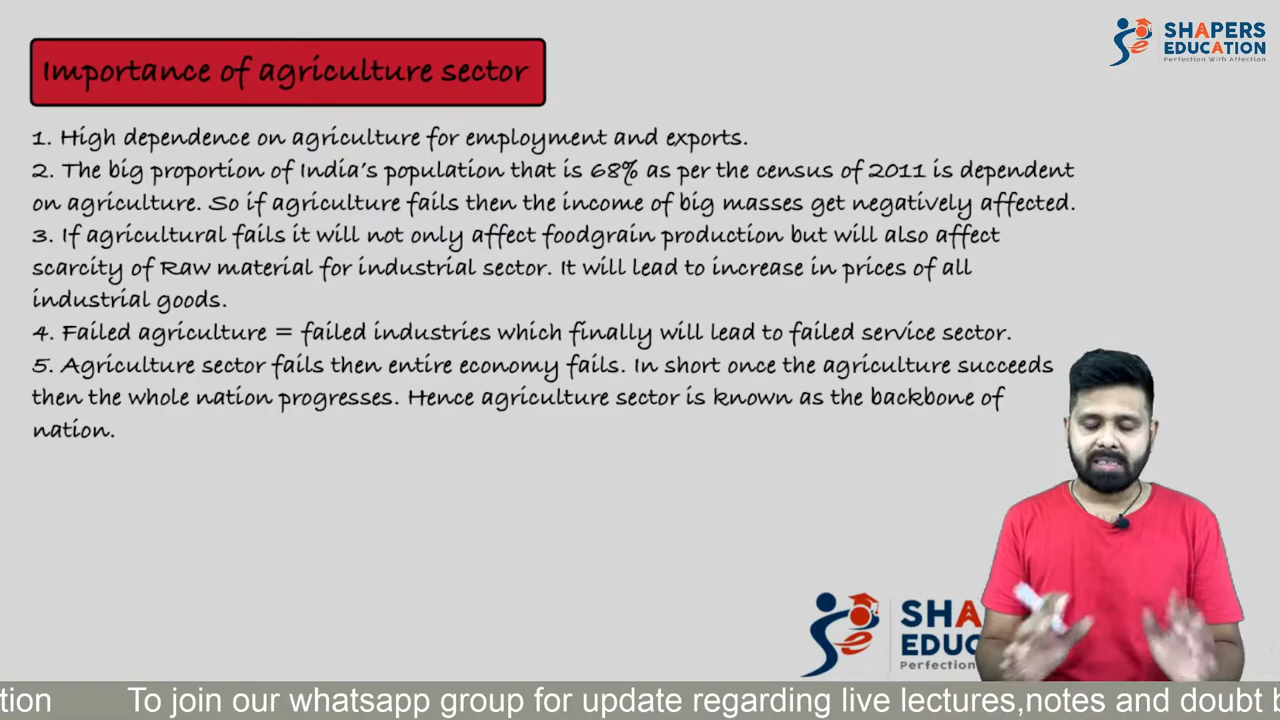 SHAPERS
EDUCATION
Perfection With Affection
Importance of agriculture sector
1. High dependence on agriculture for employment and exports.
2. The big proportion of India's population that is 68% as per the census of 2011 is dependent
on agriculture. So if agriculture fails then the income of big masses get negatively affected.
3. If agricultural fails it will not only affect foodgrain production but will also affect
scarcity of Raw material for industrial sector. It will lead to increase in prices of all
industrial goods.
4. Failed agriculture = failed industries which finally will lead to failed service sector.
5. Agriculture sector fails then entire economy fails. In short once the agriculture succeeds
then the whole nation progresses. Hence agriculture sector is known as the backbone of
nation.
SHA
EDUC
Perfection
tion To join our whatsapp group for update regarding live lectures,notes and doubt b